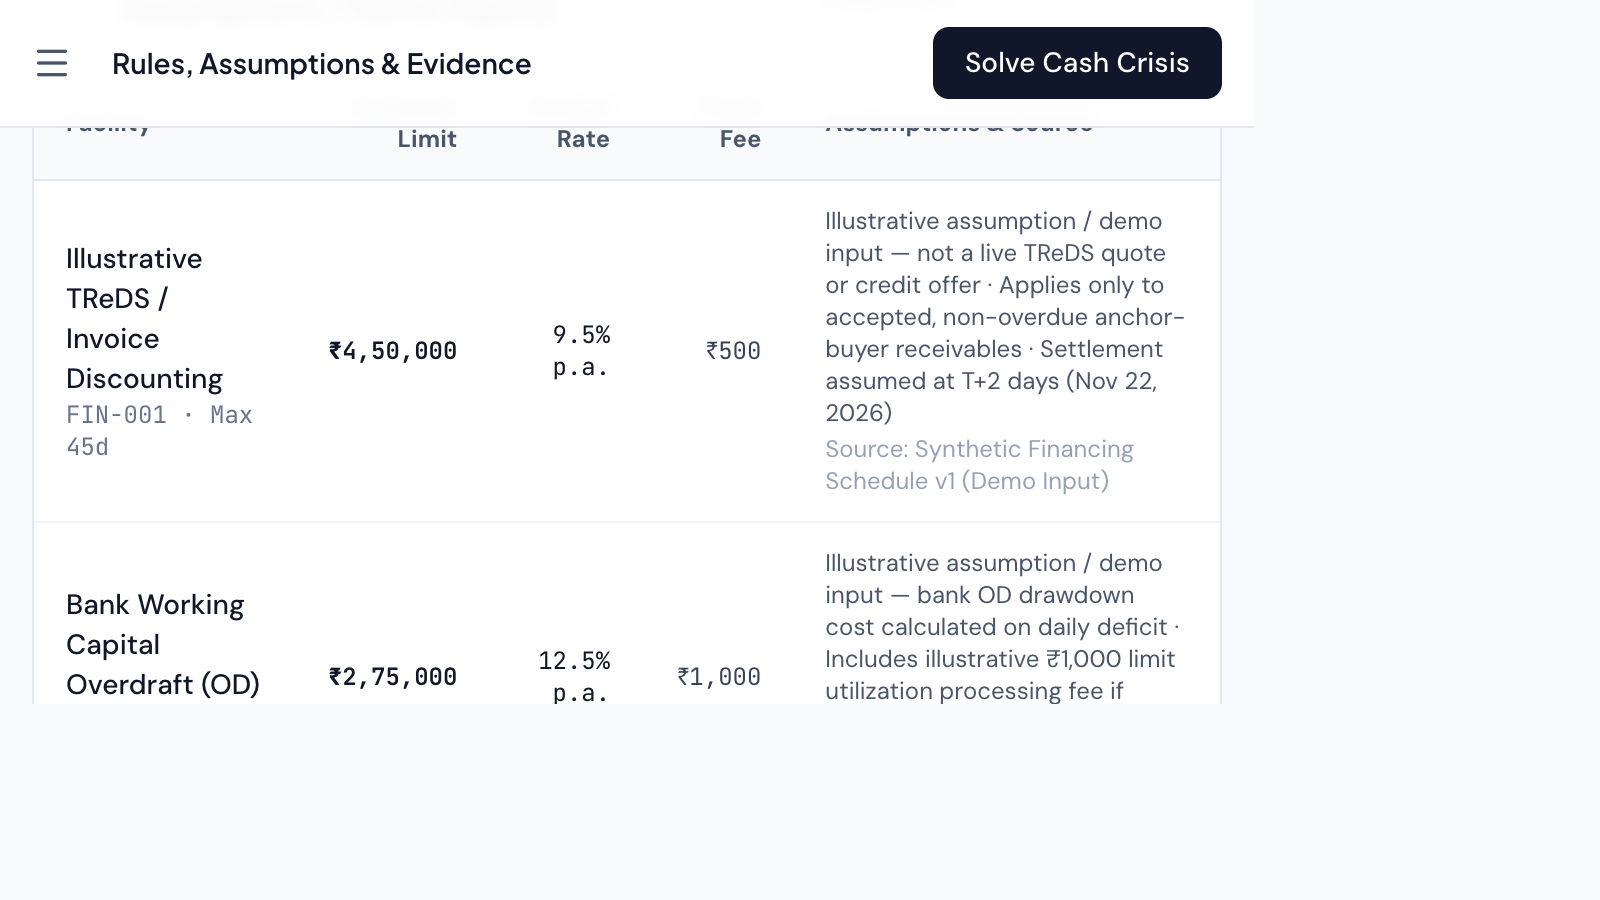 Rules, Assumptions & Evidence
Solve Cash Crisis
Facility
Limit
Rate
Fee
Assumptions & Source
Illustrative
TReDS /
Invoice
Discounting
FIN-001 · Max
45d
₹4,50,000
9.5%
p.a.
₹500
Illustrative assumption / demo
input — not a live TReDS quote
or credit offer · Applies only to
accepted, non-overdue anchor-
buyer receivables · Settlement
assumed at T+2 days (Nov 22,
2026)
Source: Synthetic Financing
Schedule v1 (Demo Input)
Bank Working
Capital
Overdraft (OD)
₹2,75,000
12.5%
p.a.
₹1,000
Illustrative assumption / demo
input — bank OD drawdown
cost calculated on daily deficit ·
Includes illustrative ₹1,000 limit
utilization processing fee if